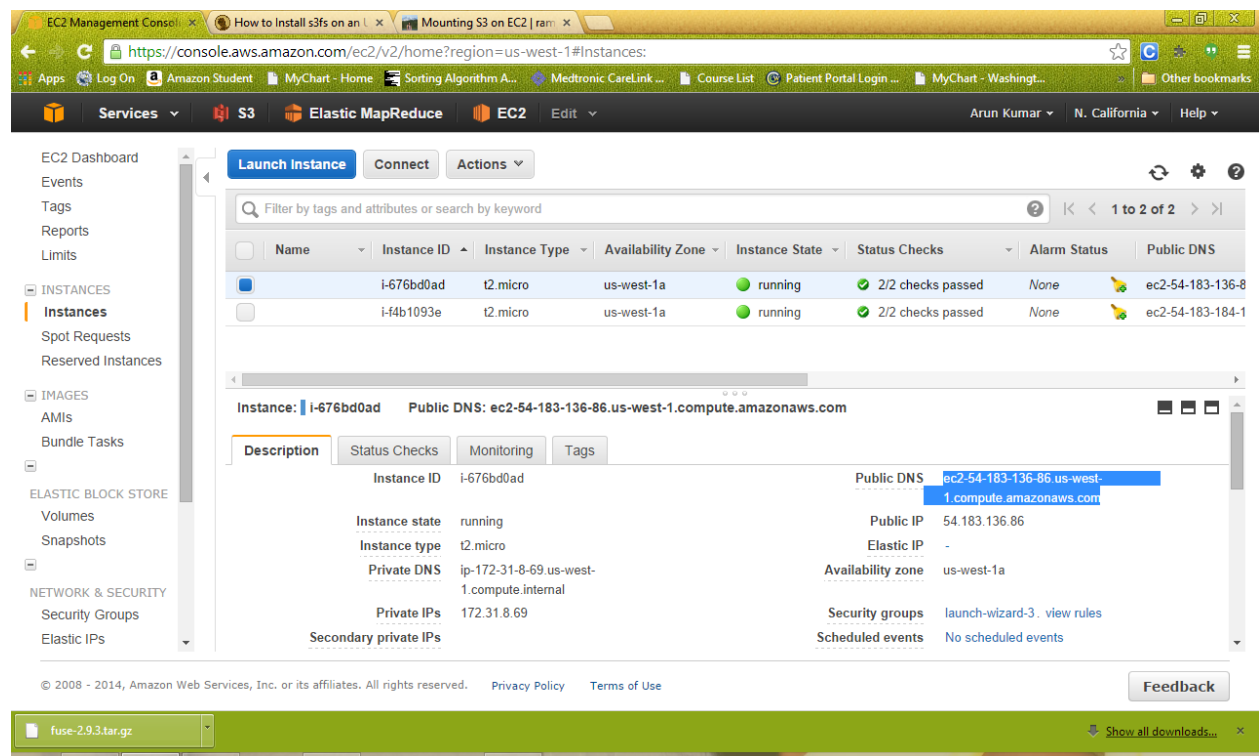 EC2 Management Consol
How to Install s3fs on an
Mounting S3 on EC2 | ram
https://console.aws.amazon.com/ec2/v2/home?region=us-west-1#Instances:
Apps Log On Amazon Student MyChart - Home Sorting Algorithm A... Medtronic CareLink ... Course List Patient Portal Login ... MyChart - Washingt... » Other bookmarks
Services S3 Elastic MapReduce EC2 Edit Arun Kumar N. California Help
EC2 Dashboard
Events
Tags
Reports
Limits
INSTANCES
Instances
Spot Requests
Reserved Instances
IMAGES
AMIs
Bundle Tasks
ELASTIC BLOCK STORE
Volumes
Snapshots
NETWORK & SECURITY
Security Groups
Elastic IPs
Launch Instance Connect Actions
Filter by tags and attributes or search by keyword 1 to 2 of 2
Name Instance ID Instance Type Availability Zone Instance State Status Checks Alarm Status Public DNS
i-676bd0ad t2.micro us-west-1a running 2/2 checks passed None ec2-54-183-136-8
i-f4b1093e t2.micro us-west-1a running 2/2 checks passed None ec2-54-183-184-1
Instance: i-676bd0ad Public DNS: ec2-54-183-136-86.us-west-1.compute.amazonaws.com
Description Status Checks Monitoring Tags
Instance ID i-676bd0ad
Public DNS ec2-54-183-136-86.us-west-
1.compute.amazonaws.com
Instance state running
Public IP 54.183.136.86
Instance type t2.micro
Elastic IP -
Private DNS ip-172-31-8-69.us-west-
1.compute.internal
Availability zone us-west-1a
Private IPs 172.31.8.69
Security groups launch-wizard-3. view rules
Secondary private IPs
Scheduled events No scheduled events
© 2008 - 2014, Amazon Web Services, Inc. or its affiliates. All rights reserved. Privacy Policy Terms of Use
Feedback
fuse-2.9.3.tar.gz
Show all downloads...